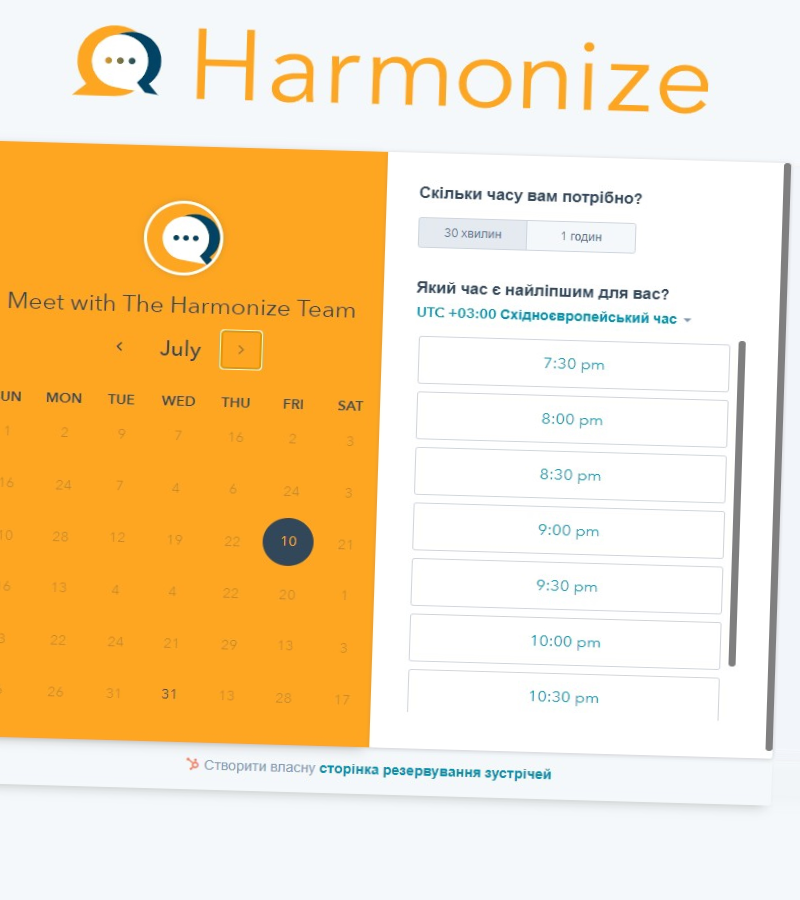 Harmonize
Meet with The Harmonize Team
July
UN MON TUE WED THU FRI SAT
1 2 9 7 16 2 3
16 24 7 4 6 24 3
10 28 12 19 22 10 21
6 13 4 4 22 20 1
3 22 24 21 29 13 3
26 31 31 13 28 17
Скільки часу вам потрібно?
30 хвилин 1 годин
Який час є найліпшим для вас?
UTC +03:00 Східноєвропейський час
7:30 pm
8:00 pm
8:30 pm
9:00 pm
9:30 pm
10:00 pm
10:30 pm
Створити власну сторінка резервування зустрічей